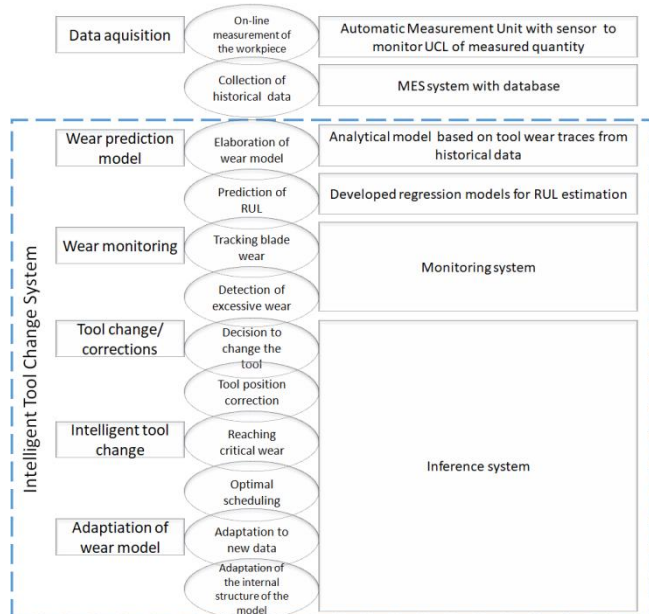 Data aquisition
On-line
measurement of
the workpiece
Automatic Measurement Unit with sensor to
monitor UCL of measured quantity
Collection of
historical data
MES system with database
Intelligent Tool Change System
Wear prediction
model
Elaboration of
wear model
Analytical model based on tool wear traces from
historical data
Prediction of
RUL
Developed regression models for RUL estimation
Wear monitoring
Tracking blade
wear
Monitoring system
Detection of
excessive wear
Tool change/
corrections
Decision to
change the
tool
Tool position
correction
Inference system
Intelligent tool
change
Reaching
critical wear
Optimal
scheduling
Adaptiation of
wear model
Adaptation to
new data
Adaptation of
the internal
structure of the
model